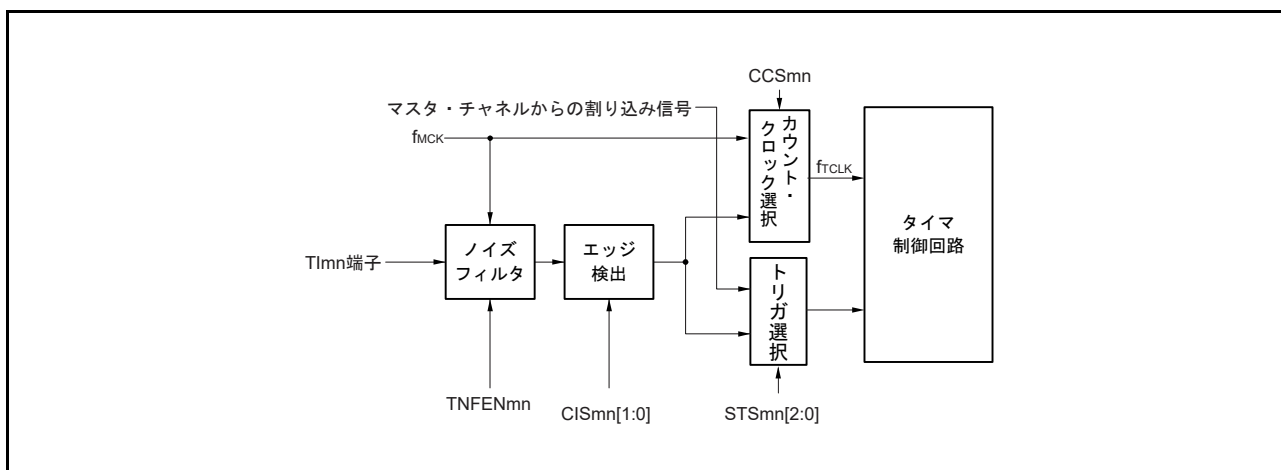 CCSmn
マスタ・チャネルからの割り込み信号
fMCK
カウント・
クロック選択
fTCLK
タイマ
制御回路
TImn端子
ノイズ
フィルタ
エッジ
検出
トリガ選択
TNFENmn
CISmn[1:0]
STSmn[2:0]